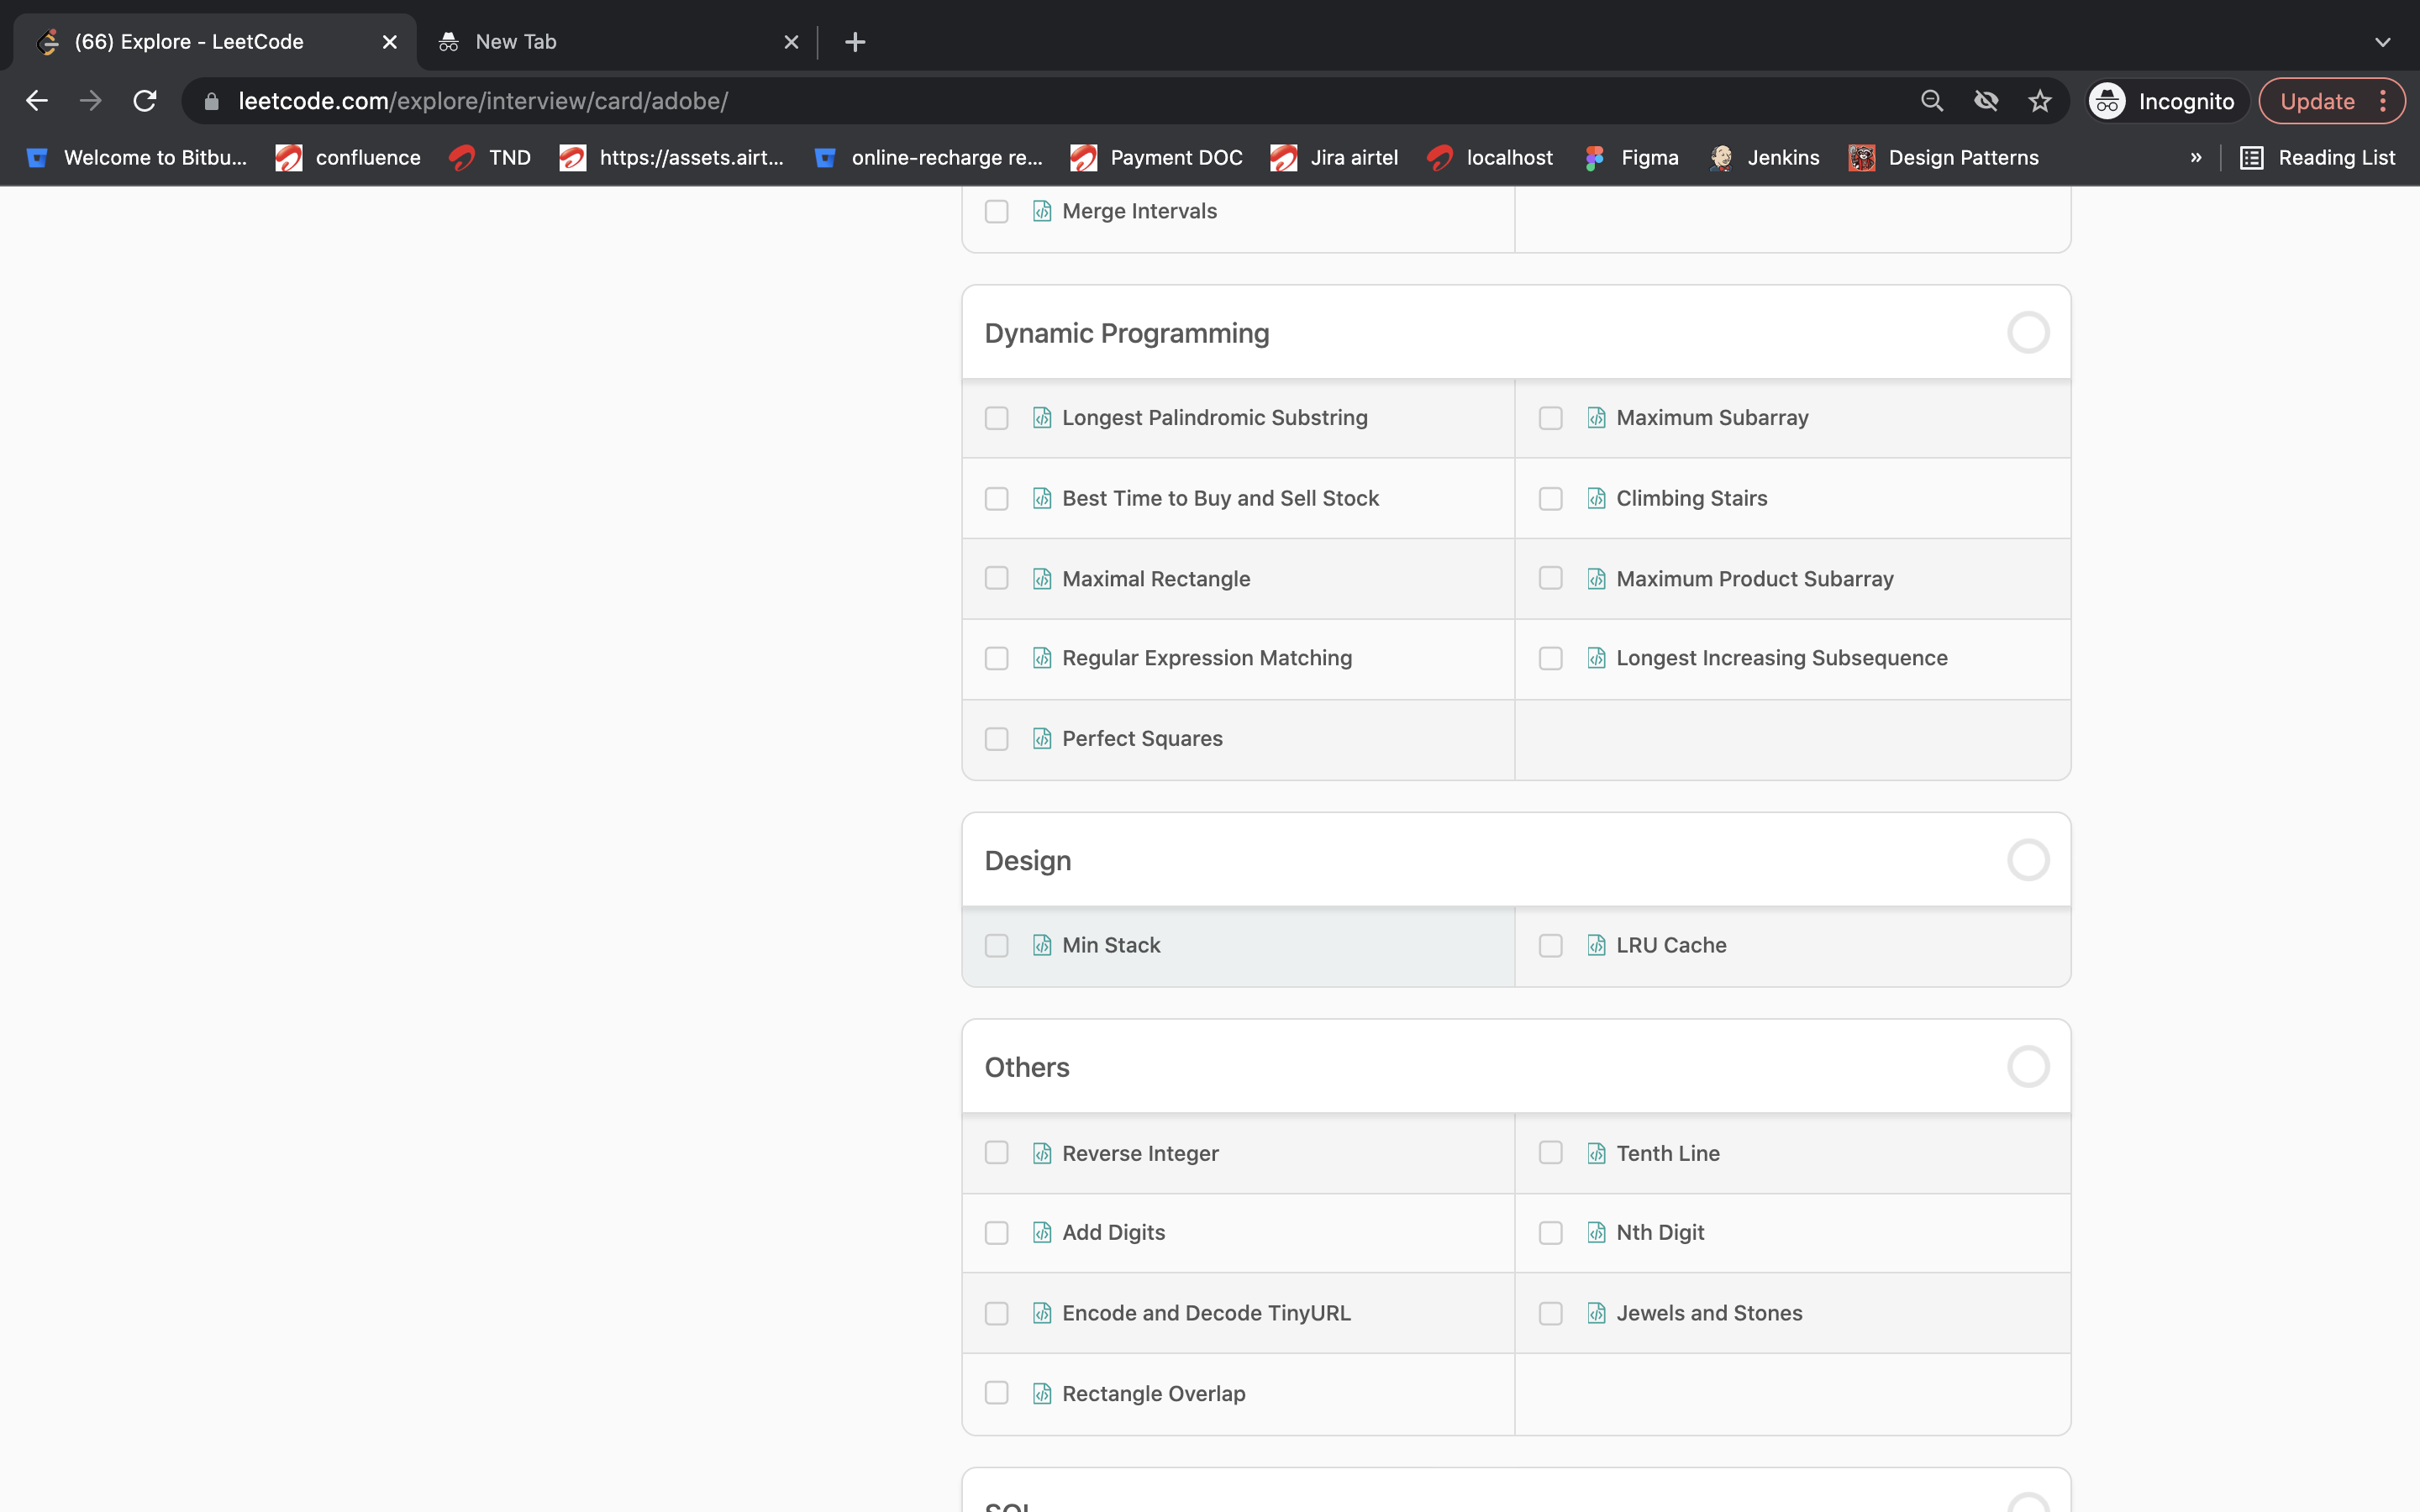 (66) Explore - LeetCode
New Tab
leetcode.com/explore/interview/card/adobe/
Incognito
Update
Welcome to Bitbu...
confluence
TND
https://assets.airt...
online-recharge re...
Payment DOC
Jira airtel
localhost
Figma
Jenkins
Design Patterns
»
Reading List
Merge Intervals
Dynamic Programming
Longest Palindromic Substring
Maximum Subarray
Best Time to Buy and Sell Stock
Climbing Stairs
Maximal Rectangle
Maximum Product Subarray
Regular Expression Matching
Longest Increasing Subsequence
Perfect Squares
Design
Min Stack
LRU Cache
Others
Reverse Integer
Tenth Line
Add Digits
Nth Digit
Encode and Decode TinyURL
Jewels and Stones
Rectangle Overlap
SQL